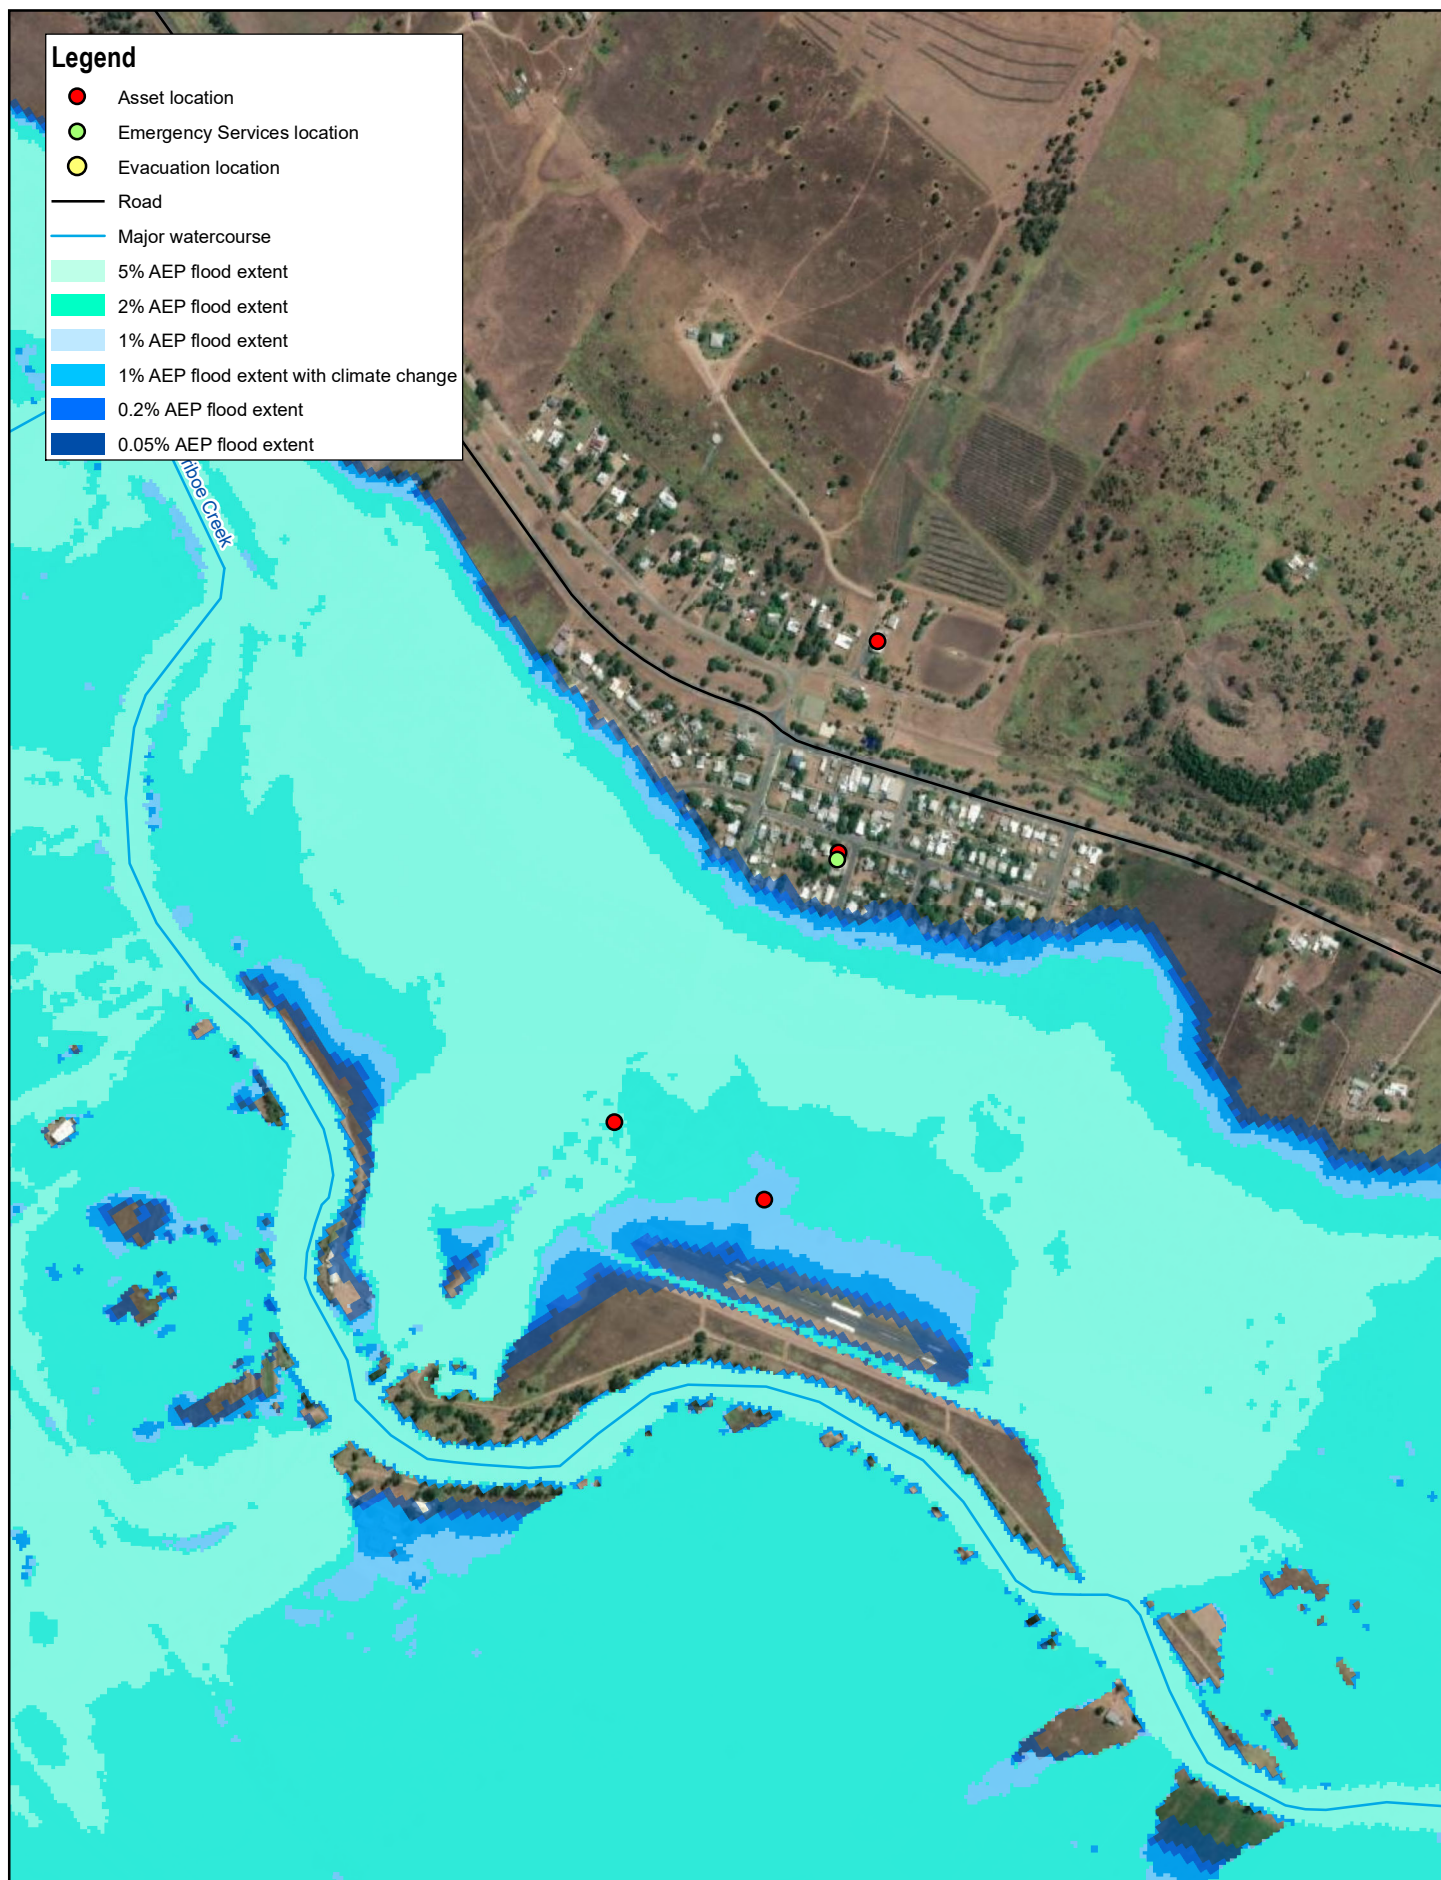 Legend
Asset location
Emergency Services location
Evacuation location
Road
Major watercourse
5% AEP flood extent
2% AEP flood extent
1% AEP flood extent
1% AEP flood extent with climate change
0.2% AEP flood extent
0.05% AEP flood extent
Creek